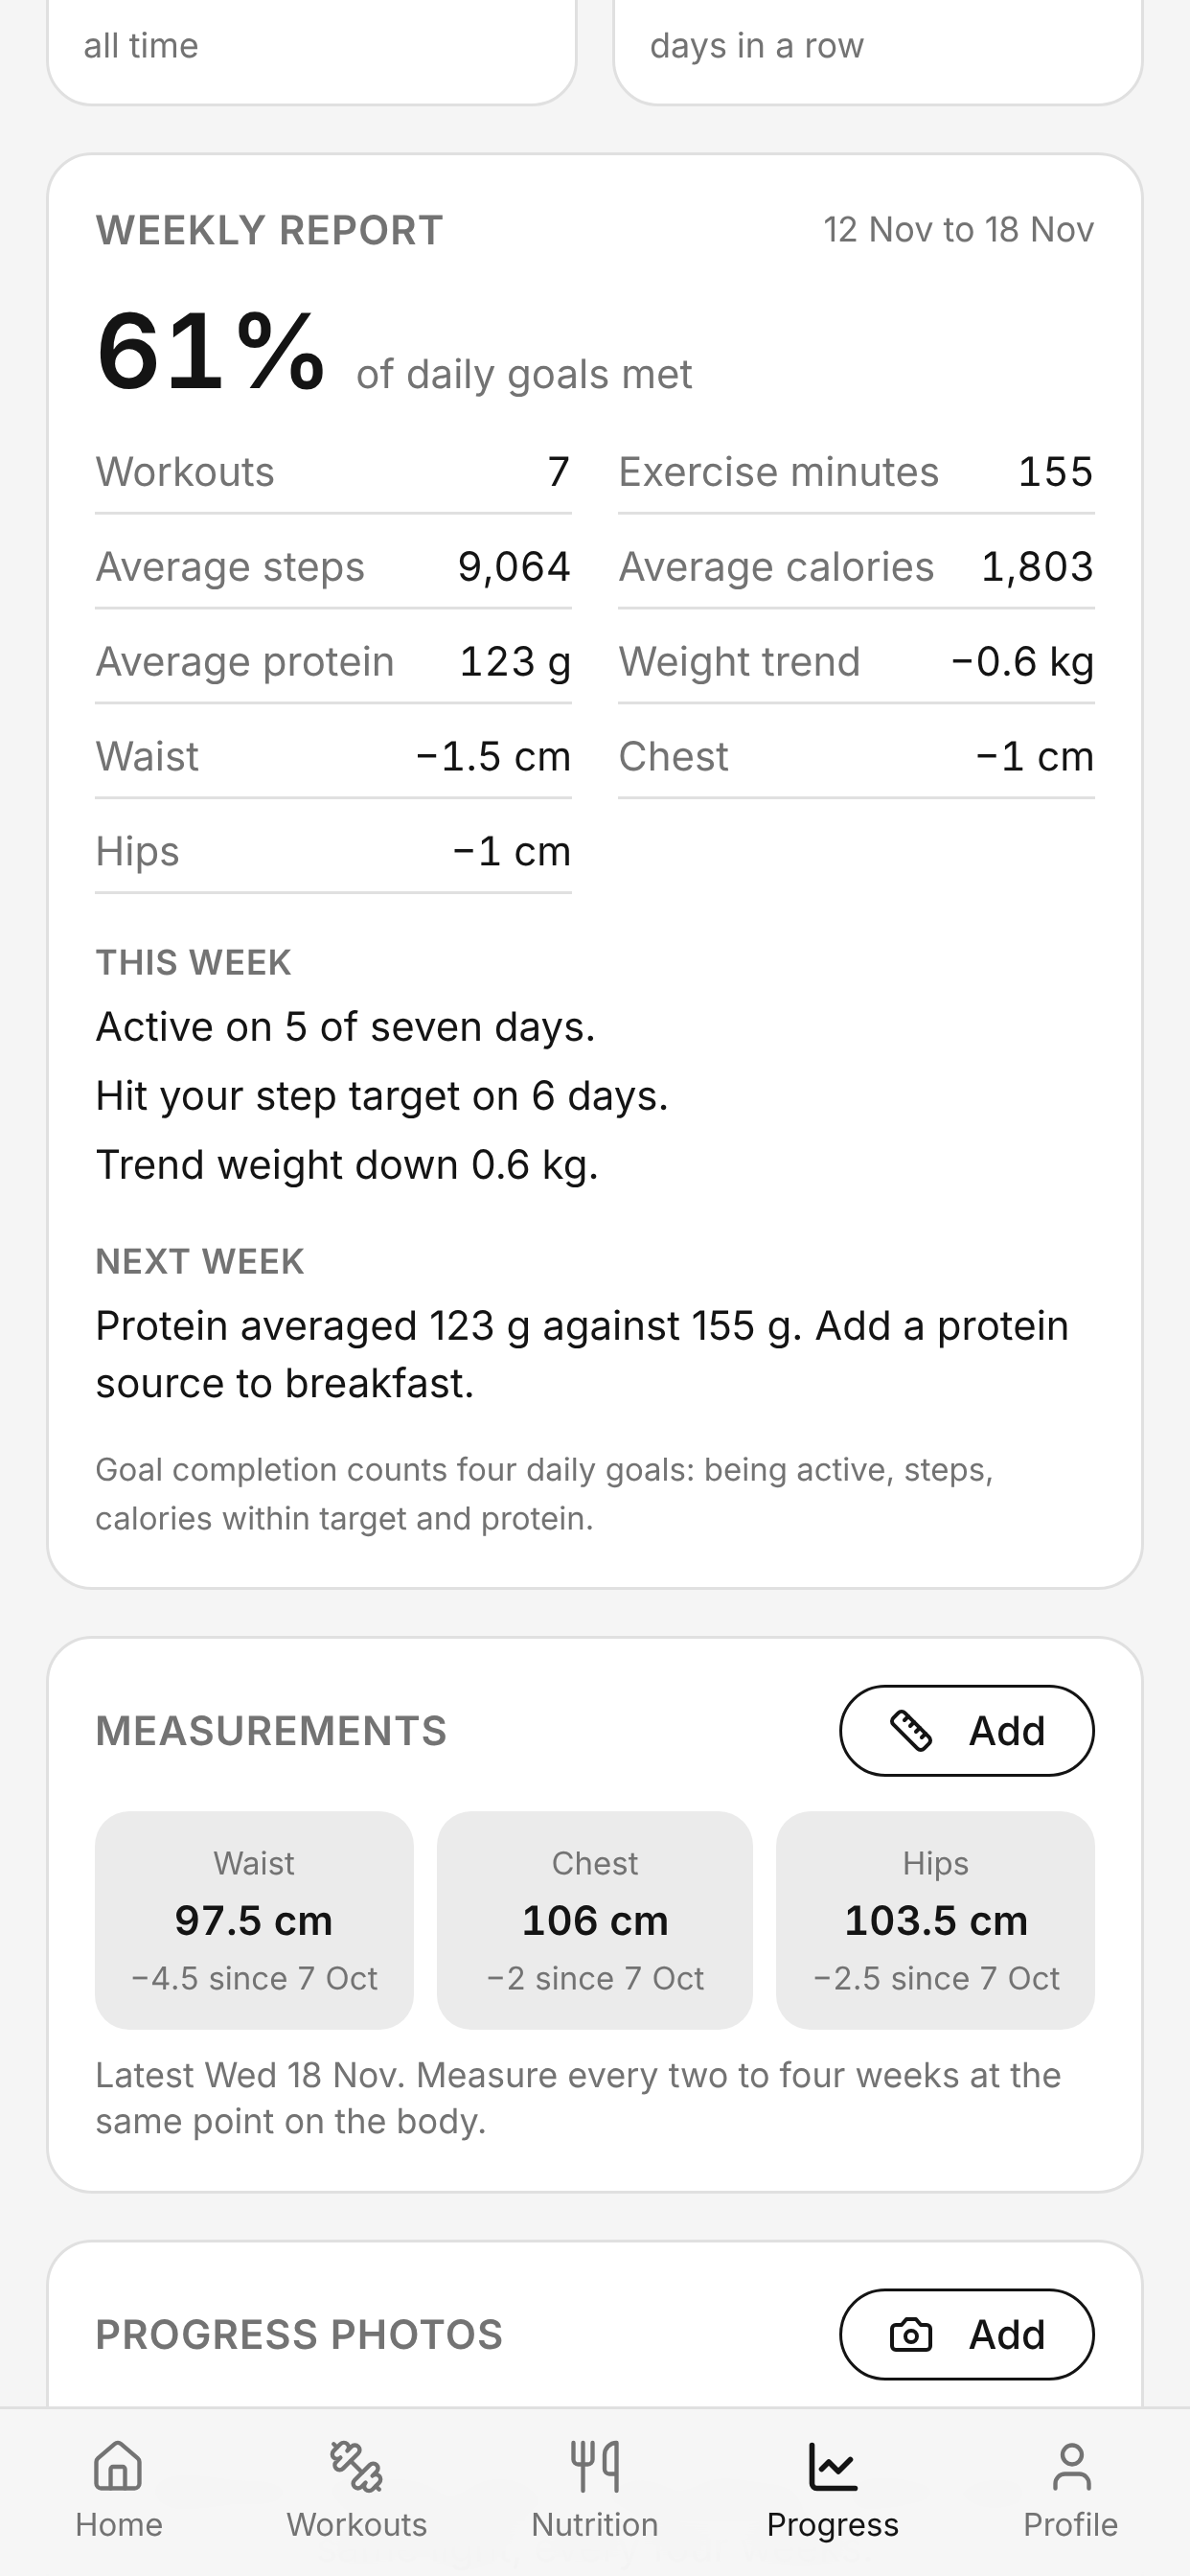 all time
days in a row
WEEKLY REPORT
12 Nov to 18 Nov
61% of daily goals met
Workouts 7
Exercise minutes 155
Average steps 9,064
Average calories 1,803
Average protein 123 g
Weight trend −0.6 kg
Waist −1.5 cm
Chest −1 cm
Hips −1 cm
THIS WEEK
Active on 5 of seven days.
Hit your step target on 6 days.
Trend weight down 0.6 kg.
NEXT WEEK
Protein averaged 123 g against 155 g. Add a protein
source to breakfast.
Goal completion counts four daily goals: being active, steps,
calories within target and protein.
MEASUREMENTS
Add
Waist
97.5 cm
−4.5 since 7 Oct
Chest
106 cm
−2 since 7 Oct
Hips
103.5 cm
−2.5 since 7 Oct
Latest Wed 18 Nov. Measure every two to four weeks at the
same point on the body.
PROGRESS PHOTOS
Add
Home
Workouts
Nutrition
Progress
Profile